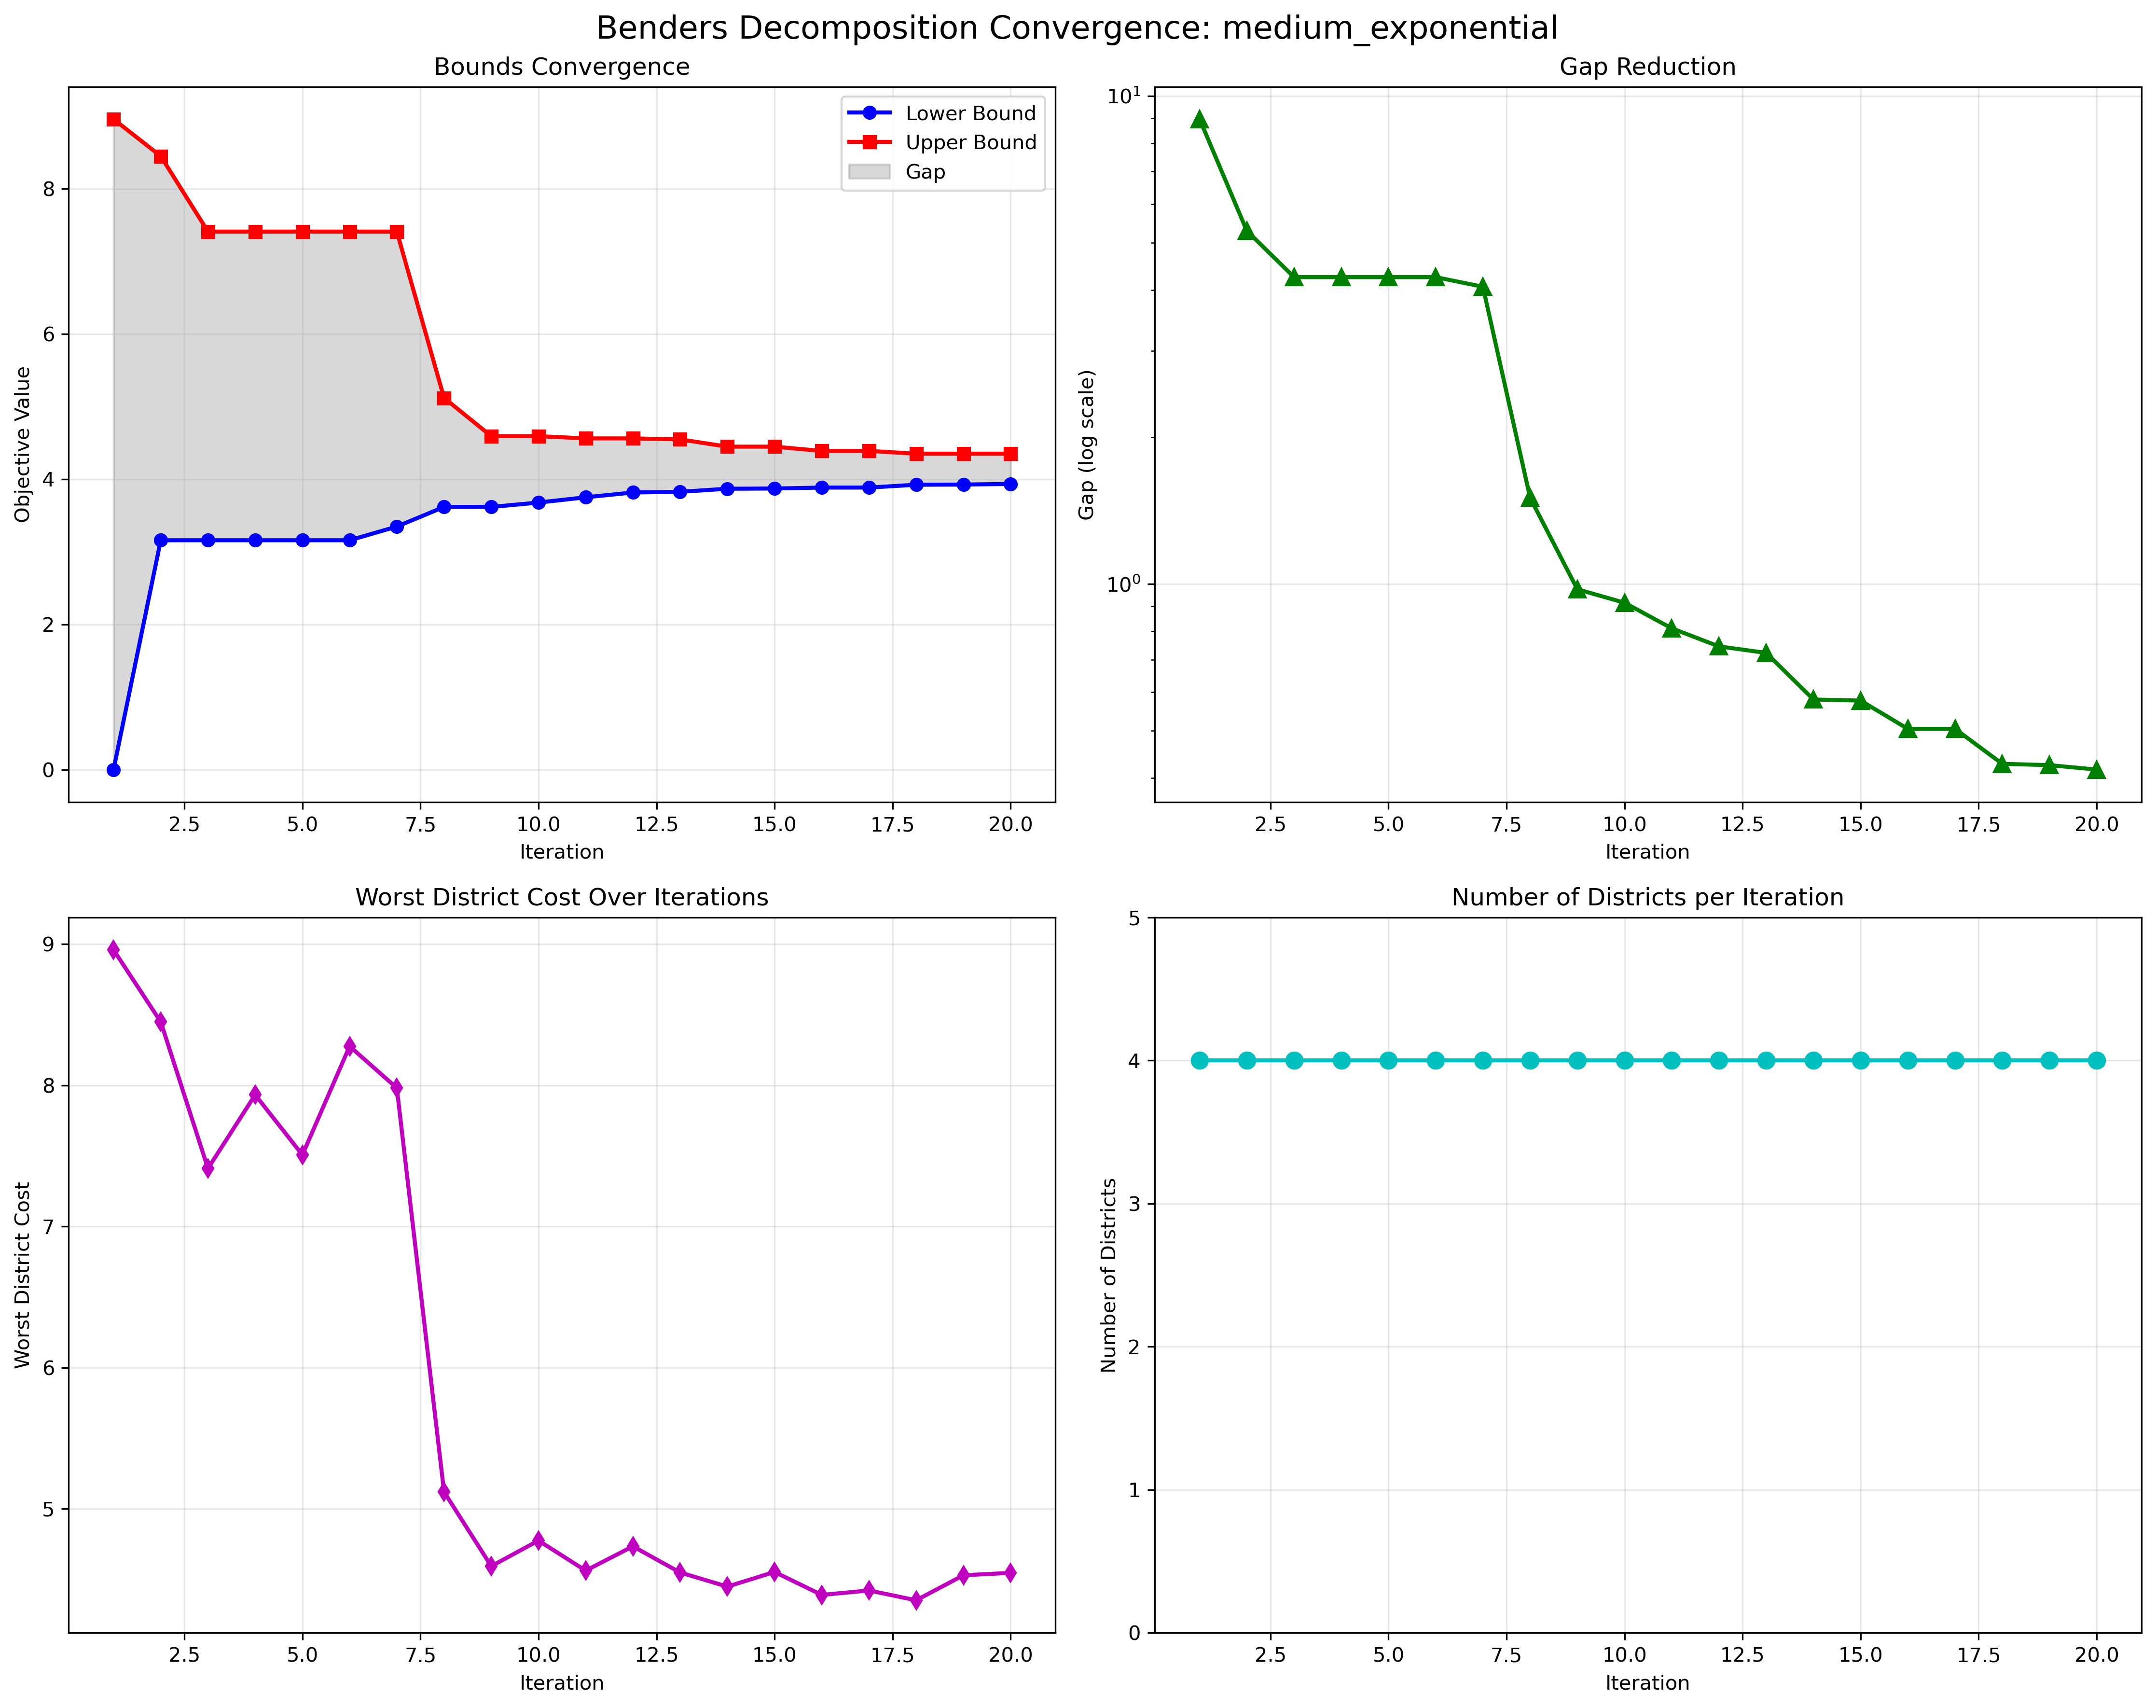 Benders Decomposition Convergence: medium_exponential
Bounds Convergence
Objective Value
8
6
4
2
0
Lower Bound
Upper Bound
Gap
2.5 5.0 7.5 10.0 12.5 15.0 17.5 20.0
Iteration
Gap Reduction
Gap (log scale)
10¹
10⁰
2.5 5.0 7.5 10.0 12.5 15.0 17.5 20.0
Iteration
Worst District Cost Over Iterations
Worst District Cost
9
8
7
6
5
2.5 5.0 7.5 10.0 12.5 15.0 17.5 20.0
Iteration
Number of Districts per Iteration
Number of Districts
5
4
3
2
1
0
2.5 5.0 7.5 10.0 12.5 15.0 17.5 20.0
Iteration